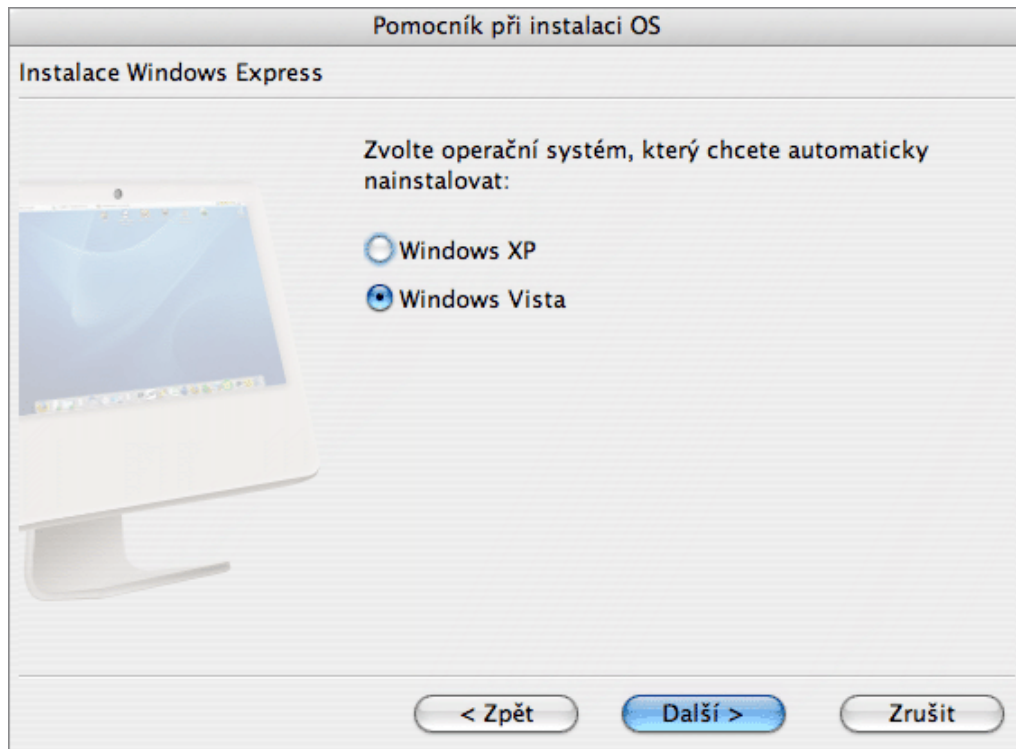 Pomocník při instalaci OS
Instalace Windows Express
Zvolte operační systém, který chcete automaticky
nainstalovat:
Windows XP
Windows Vista
< Zpět
Další >
Zrušit